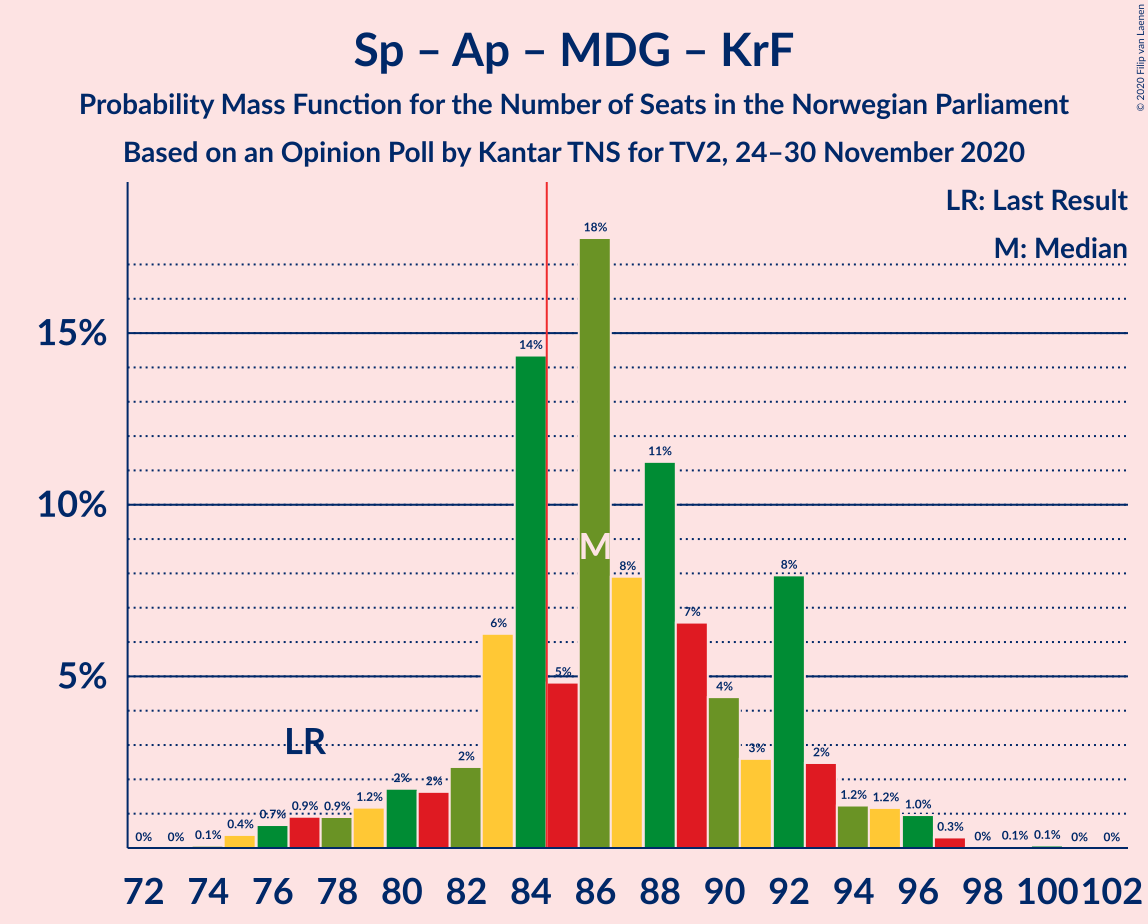 Sp – Ap – MDG – KrF
Probability Mass Function for the Number of Seats in the Norwegian Parliament
Based on an Opinion Poll by Kantar TNS for TV2, 24–30 November 2020
© 2020 Filip van Laenen
LR: Last Result
M: Median
15%
10%
5%
LR
M
0% 0% 0.1% 0.4% 0.7% 0.9% 0.9% 1.2% 2% 2% 2% 6% 14% 5% 18% 8% 11% 7% 4% 3% 8% 2% 1.2% 1.2% 1.0% 0.3% 0% 0.1% 0.1% 0% 0%
72 74 76 78 80 82 84 86 88 90 92 94 96 98 100 102